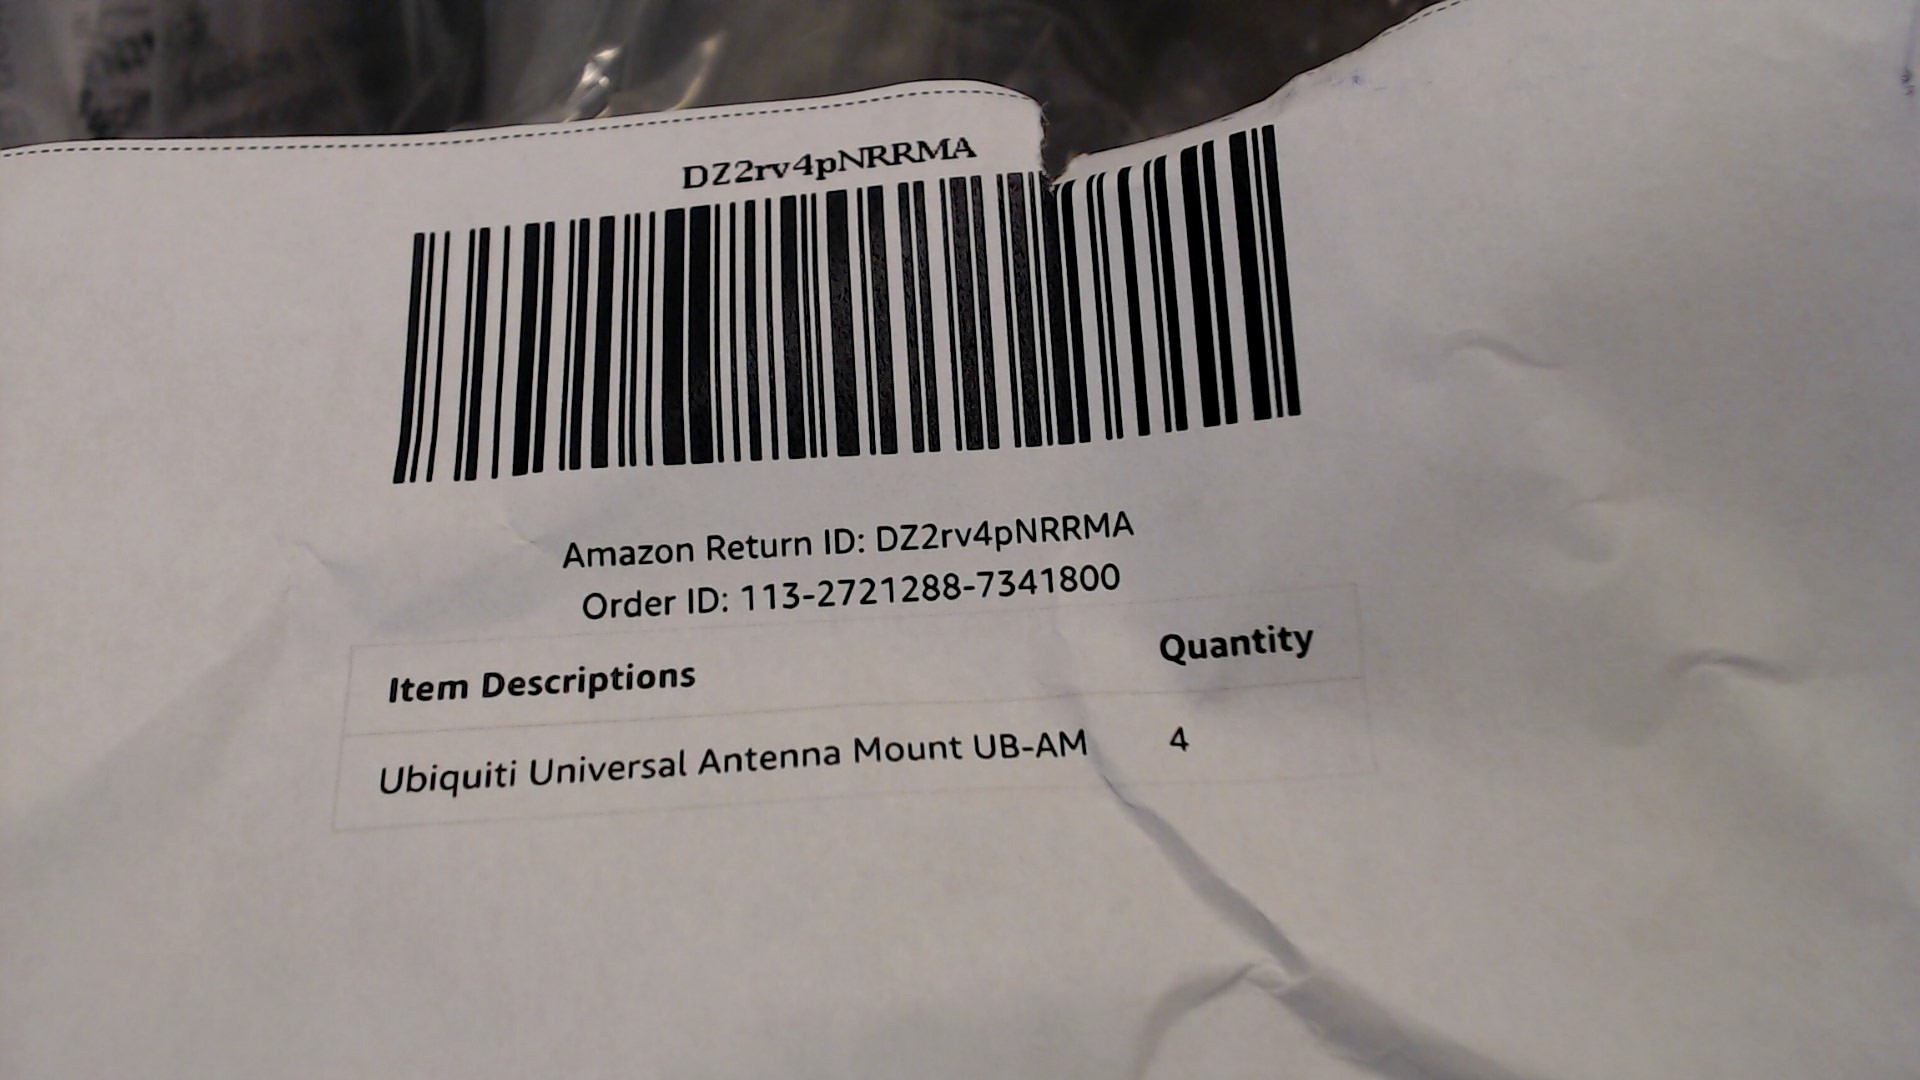 DZ2rv4pNRRMA
Amazon Return ID: DZ2rv4pNRRMA
Order ID: 113-2721288-7341800
Item Descriptions Quantity
Ubiquiti Universal Antenna Mount UB-AM 4